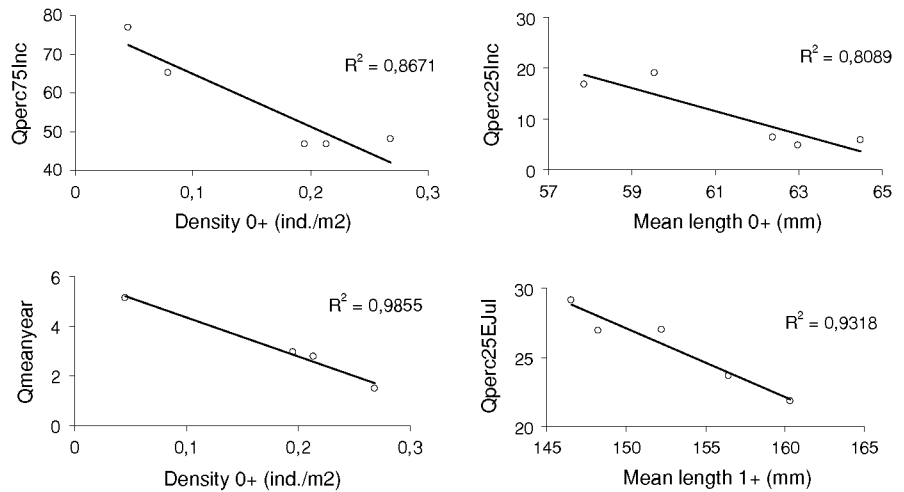 80
70
60
50
40
Qperc75Inc
R² = 0,8671
0
0,1
0,2
0,3
Density 0+ (ind./m2)
30
20
10
0
Qperc25Inc
R² = 0,8089
57
59
61
63
65
Mean length 0+ (mm)
6
4
2
0
Qmeanyear
R² = 0,9855
0
0,1
0,2
0,3
Density 0+ (ind./m2)
30
25
20
Qperc25EJul
R² = 0,9318
145
150
155
160
165
Mean length 1+ (mm)